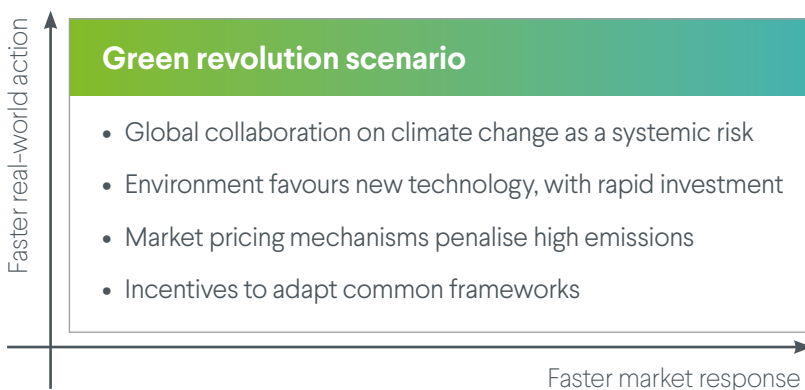 Faster real-world action
Green revolution scenario
• Global collaboration on climate change as a systemic risk
• Environment favours new technology, with rapid investment
• Market pricing mechanisms penalise high emissions
• Incentives to adapt common frameworks
Faster market response